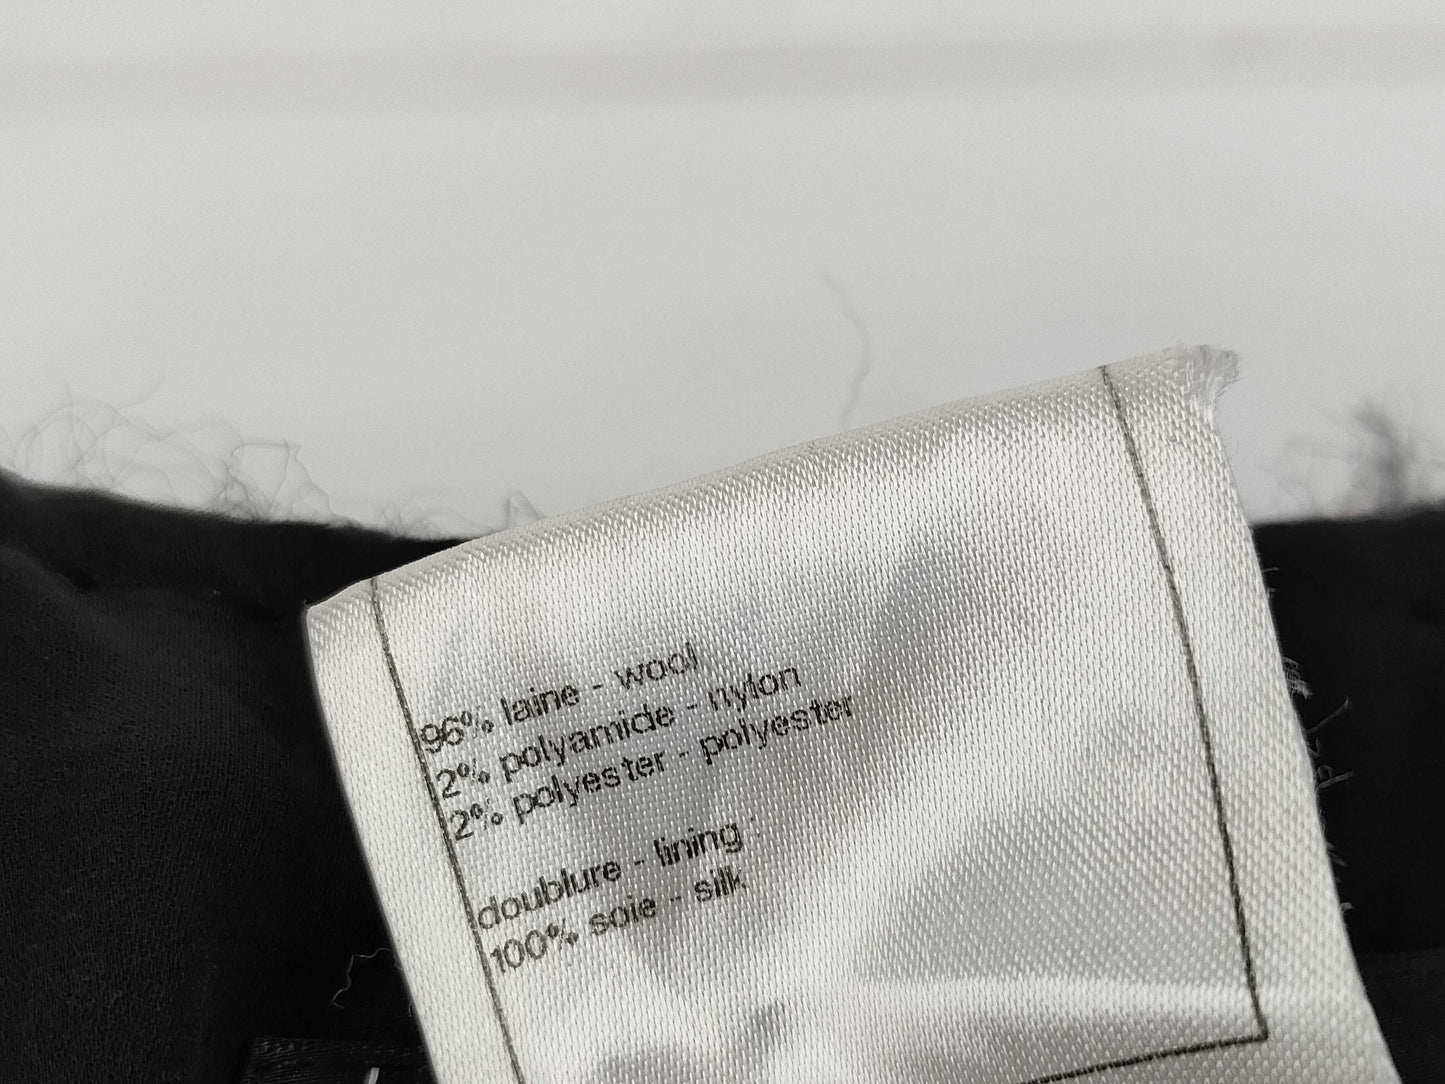 96% laine - wool
2% polyamide - nylon
2% polyester - polyester
doublure - lining :
100% soie - silk